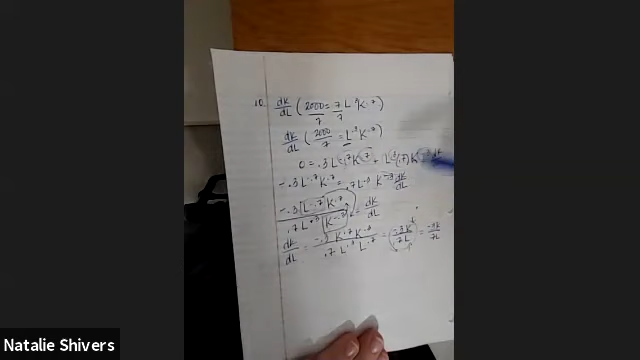 10. dK/dL ( 2000/7 = 7/7 L^.3 K^.7 )
dK/dL ( 2000/7 = L^.3 K^.7 )
0 = .3 L^-.7 K^.7 + L^.3 (.7) K^-.3 dK
-.3 L^-.7 K^.7 = .7 L^.3 K^-.3 dK/dL
-.3 L^-.7 K^.7 / .7 L^.3 K^-.3 = dK/dL
dK/dL = -.3 K^.7 K^.3 / .7 L^.3 L^.7 = -.3K / .7L = -3K / 7L
Natalie Shivers